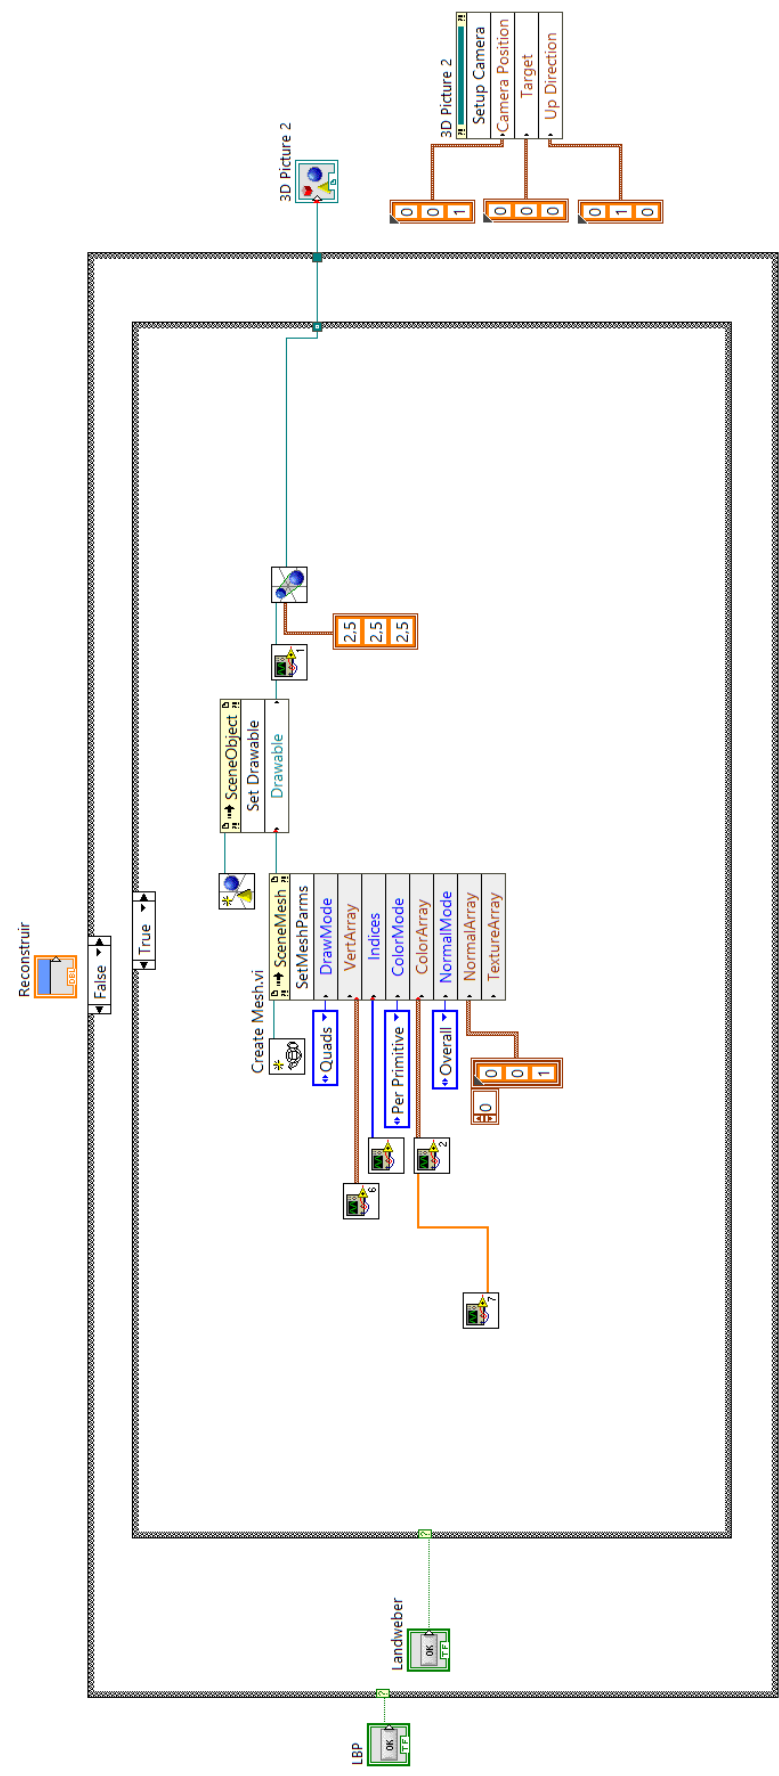 Reconstruir
LBP
OK
TF
Landweber
OK
TF
False
True
DBL
7
6
2
Create Mesh.vi
Quads
Per Primitive
Overall
0
0
0
1
SceneMesh
SetMeshParms
DrawMode
VertArray
Indices
ColorMode
ColorArray
NormalMode
NormalArray
TextureArray
SceneObject
Set Drawable
Drawable
1
2,5
2,5
2,5
3D Picture 2
0
0
1
0
0
0
0
1
0
3D Picture 2
Setup Camera
Camera Position
Target
Up Direction